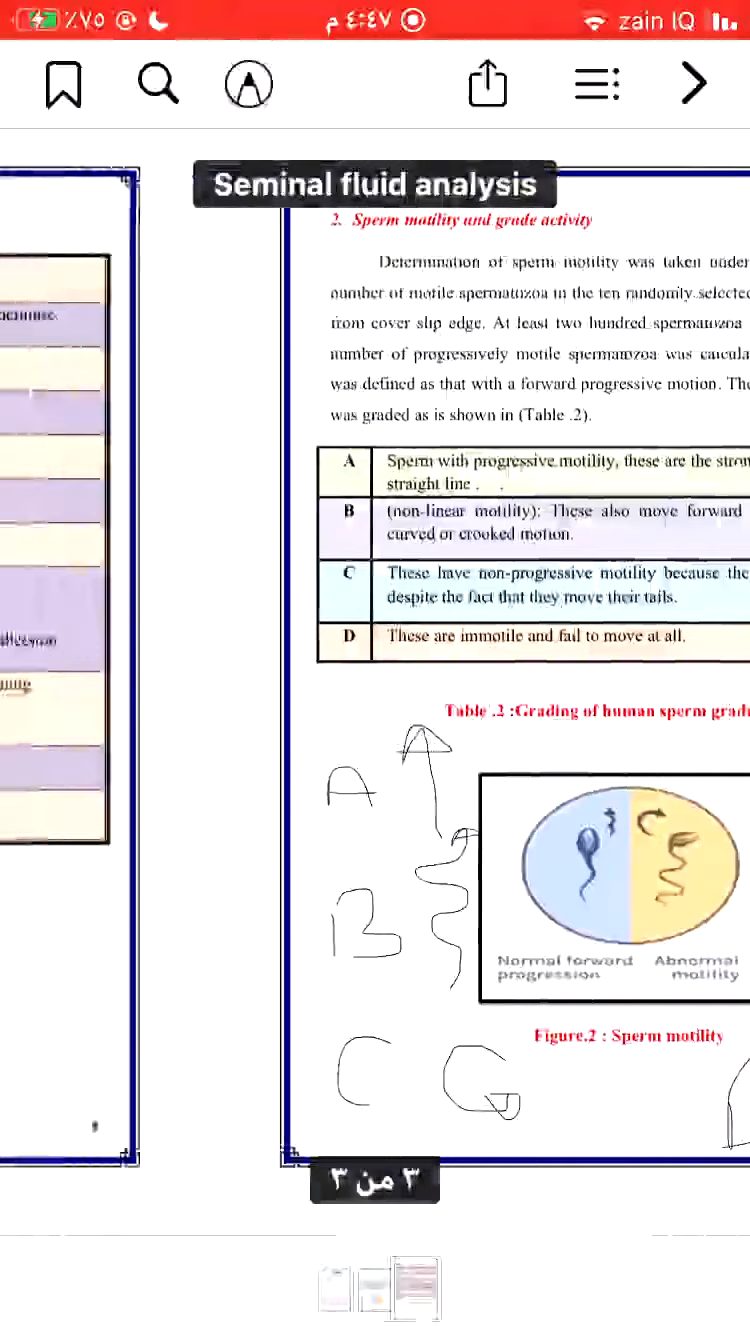 ٪٧٥
٤:٤٧ م
zain IQ
Seminal fluid analysis
2. Sperm motility and grade activity
Determination of sperm motility was taken under
number of motile spermatozoa in the ten randomly selected
from cover slip edge. At least two hundred spermatozoa
number of progressively motile spermatozoa was
was defined as that with a forward progressive motion. The
was graded as is shown in (Table .2).
A Sperm with progressive motility, these are the
straight line .
B (non-linear motility): These also move forward
curved or crooked motion.
C These have non-progressive motility because
despite the fact that they move their tails.
D These are immotile and fail to move at all.
Table .2 :Grading of human sperm
A
B
C
Normal forward
progression
Abnormal
motility
Figure.2 : Sperm motility
٣ من ٣